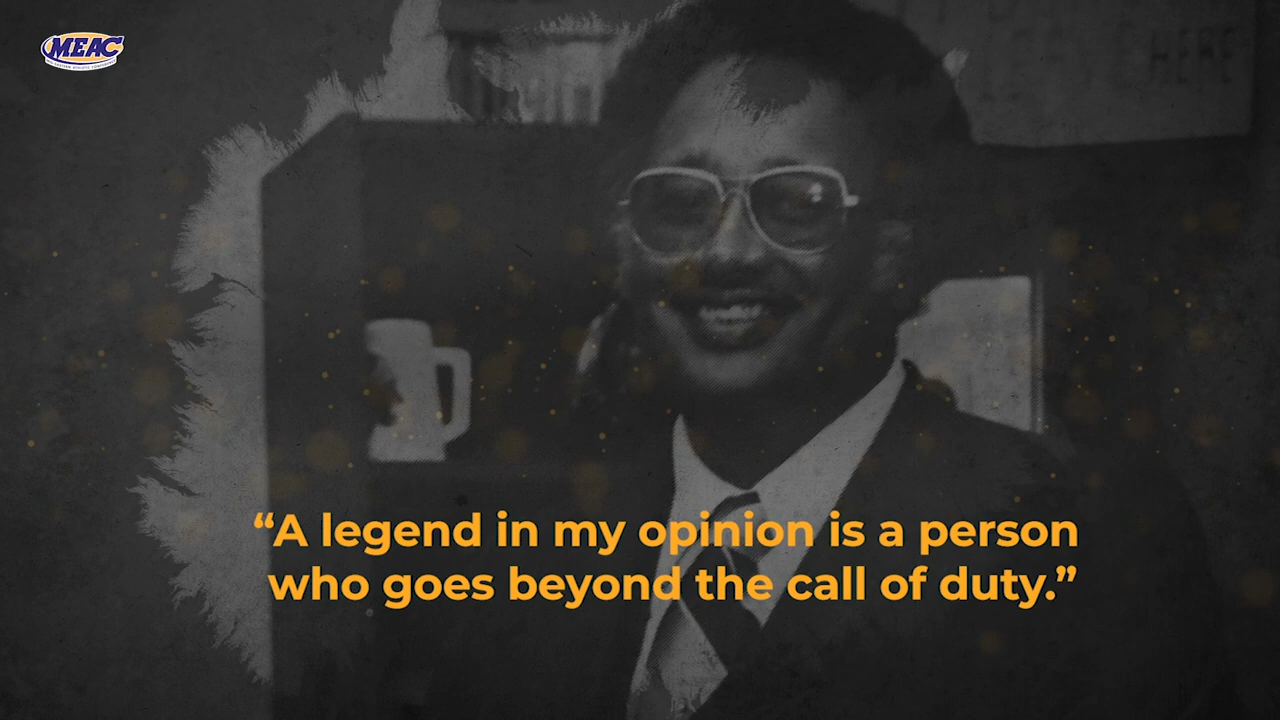 MEAC
“A legend in my opinion is a person
who goes beyond the call of duty.”